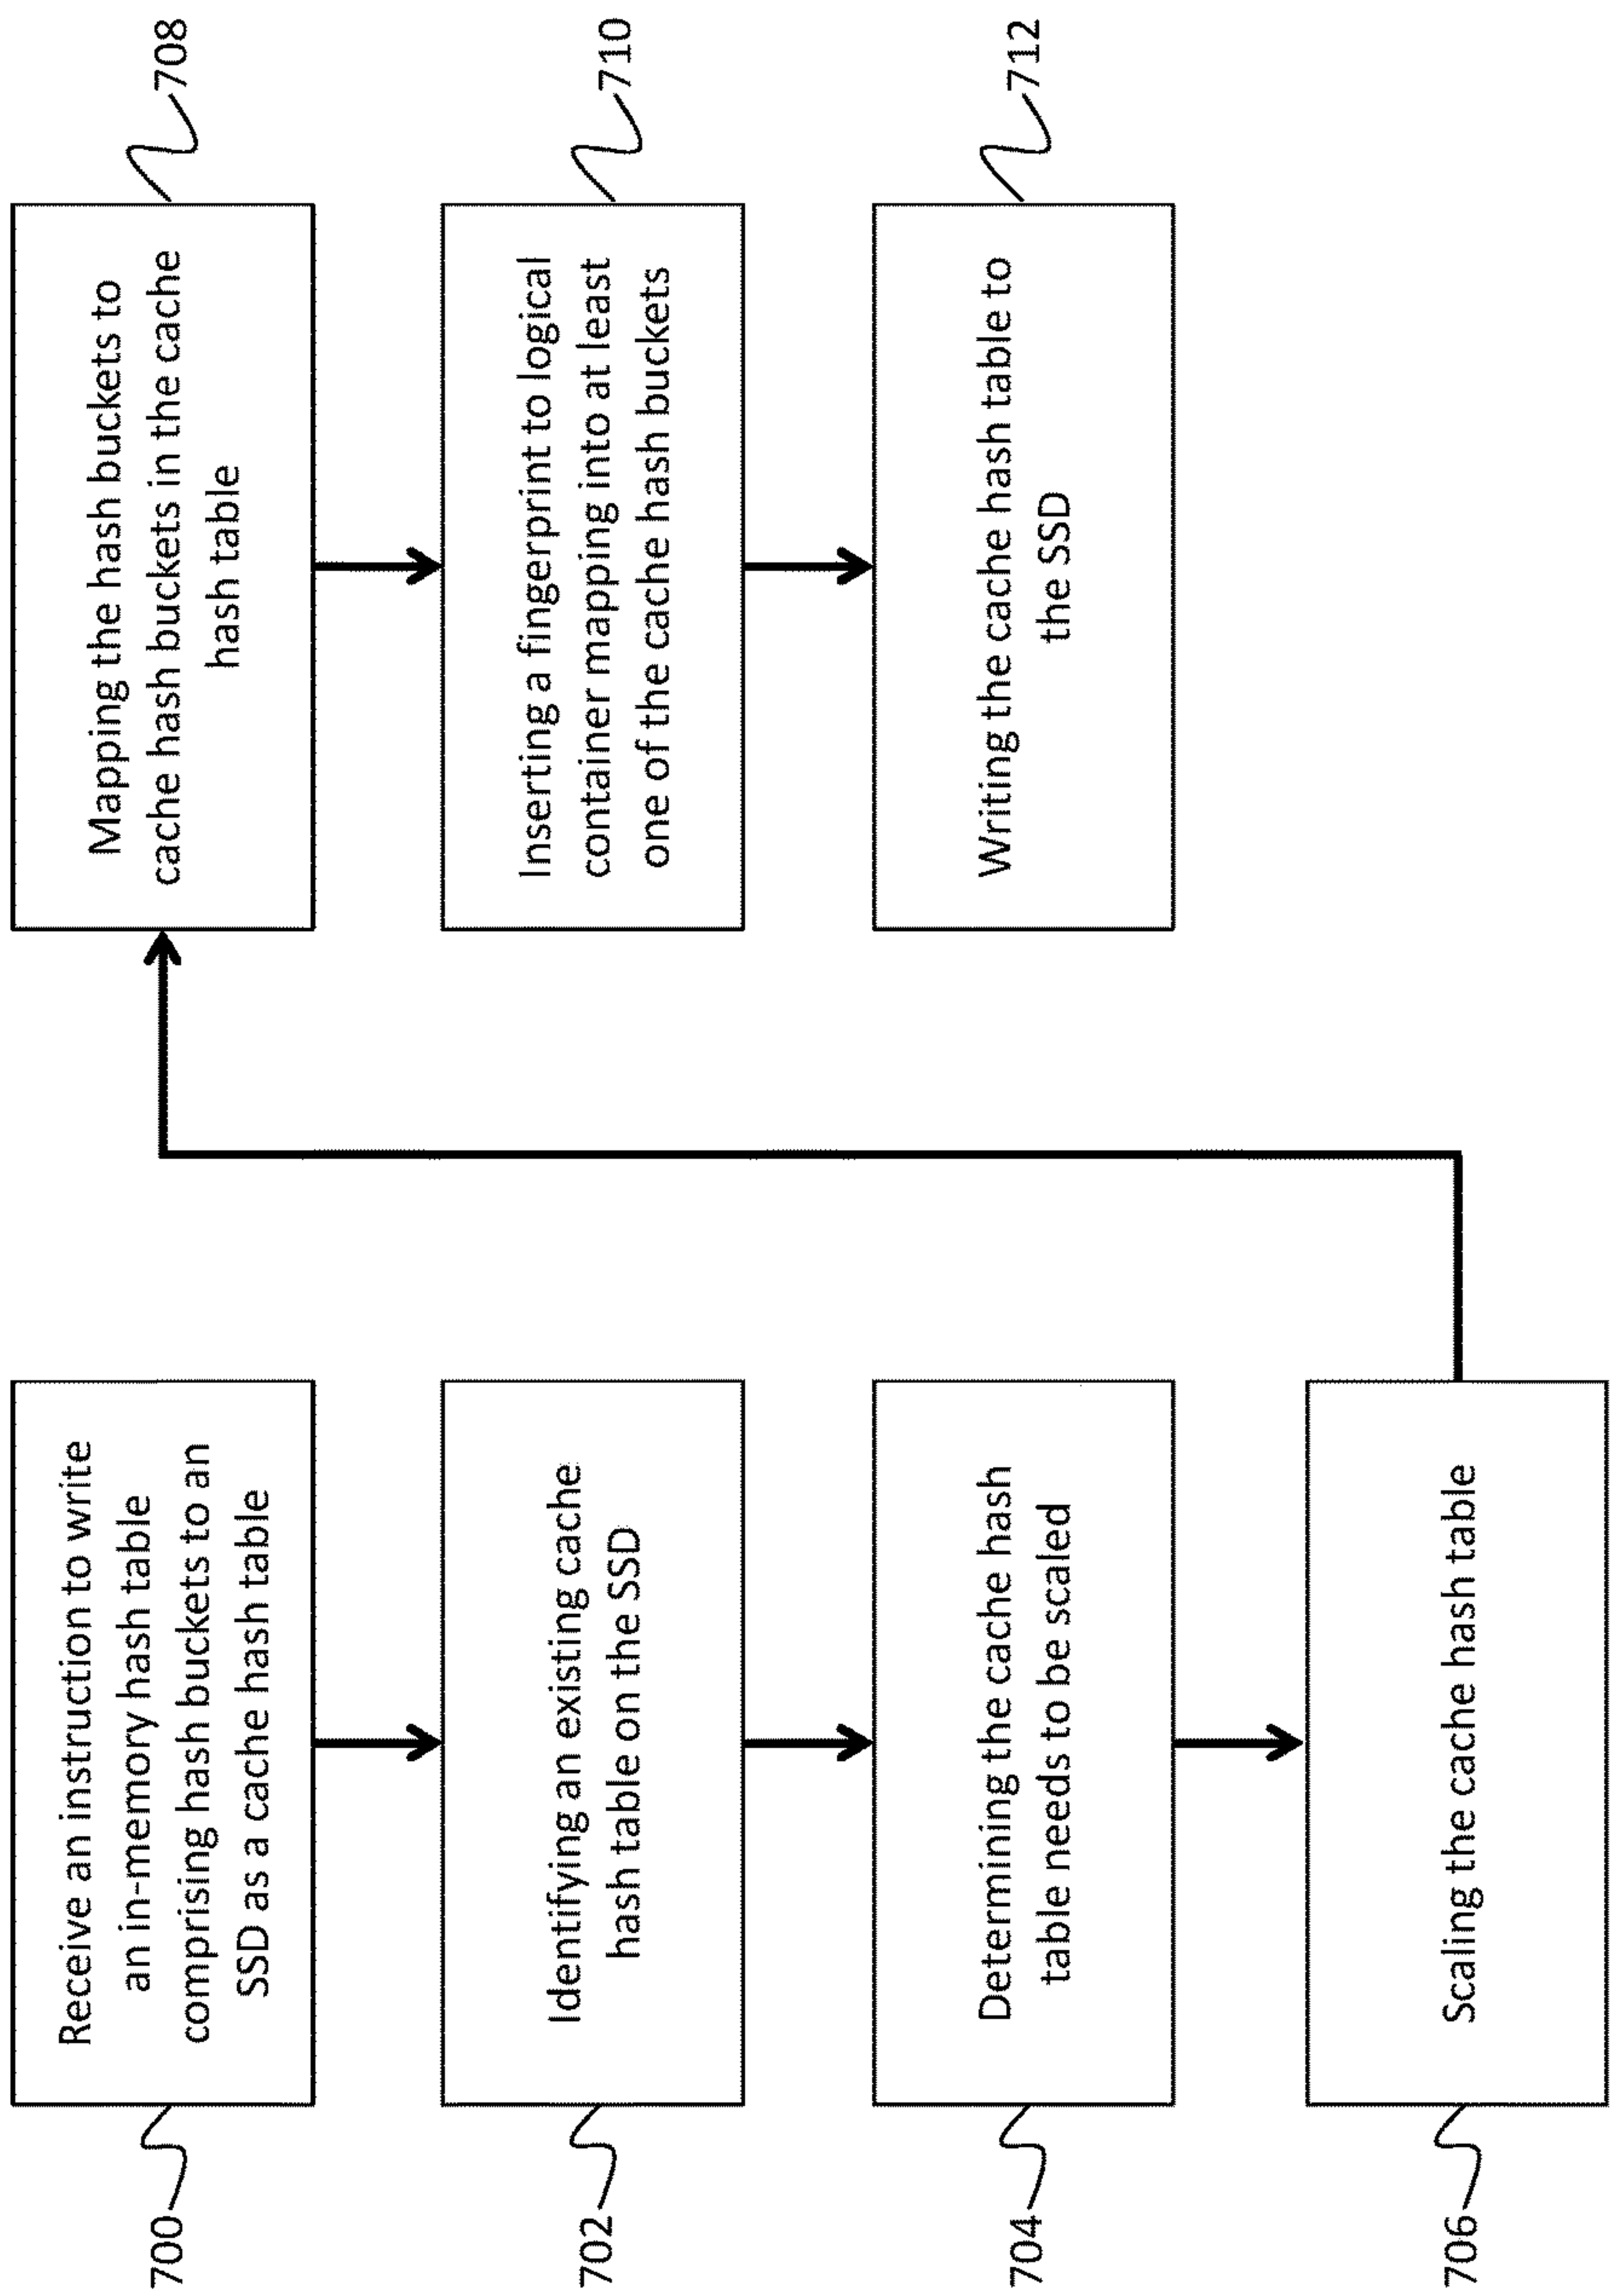 700
Receive an instruction to write
an in-memory hash table
comprising hash buckets to an
SSD as a cache hash table
702
Identifying an existing cache
hash table on the SSD
704
Determining the cache hash
table needs to be scaled
706
Scaling the cache hash table
708
Mapping the hash buckets to
cache hash buckets in the cache
hash table
710
Inserting a fingerprint to logical
container mapping into at least
one of the cache hash buckets
712
Writing the cache hash table to
the SSD